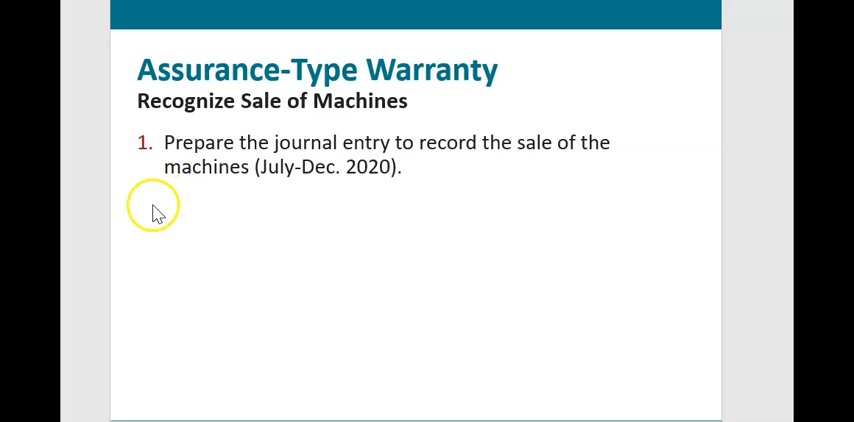 Assurance-Type Warranty
Recognize Sale of Machines
1. Prepare the journal entry to record the sale of the
machines (July-Dec. 2020).